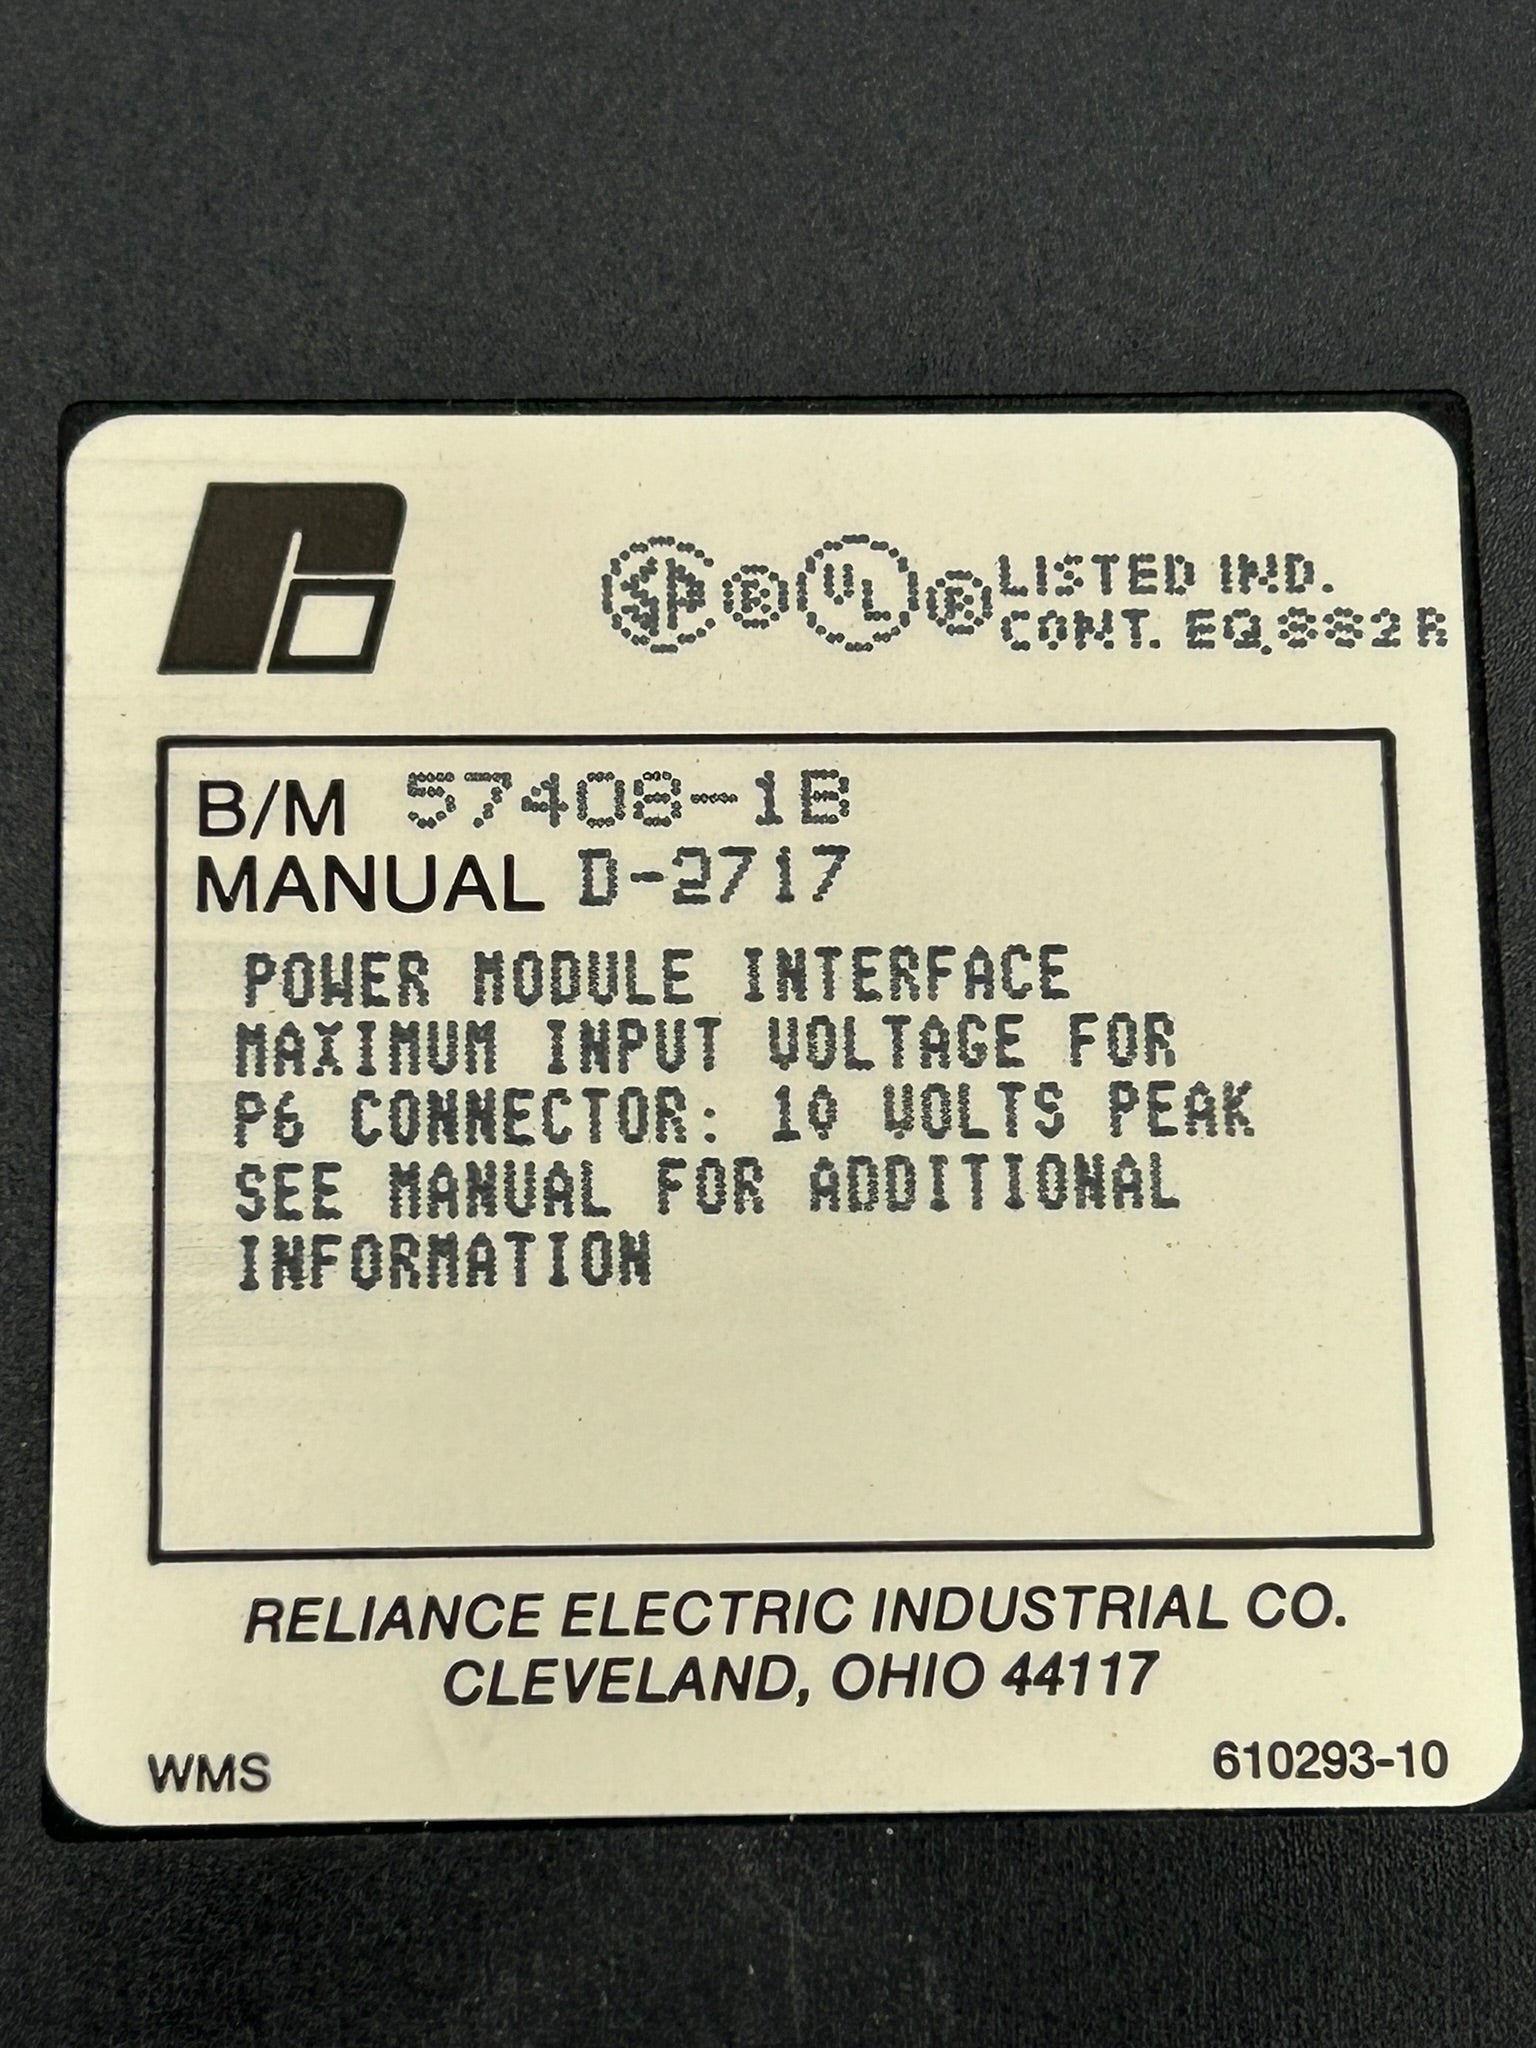 LISTED IND.
CONT. EQ. 882 R
B/M 57408-1B
MANUAL D-2717
POWER MODULE INTERFACE
MAXIMUM INPUT VOLTAGE FOR
P6 CONNECTOR: 10 VOLTS PEAK
SEE MANUAL FOR ADDITIONAL
INFORMATION
RELIANCE ELECTRIC INDUSTRIAL CO.
CLEVELAND, OHIO 44117
WMS
610293-10